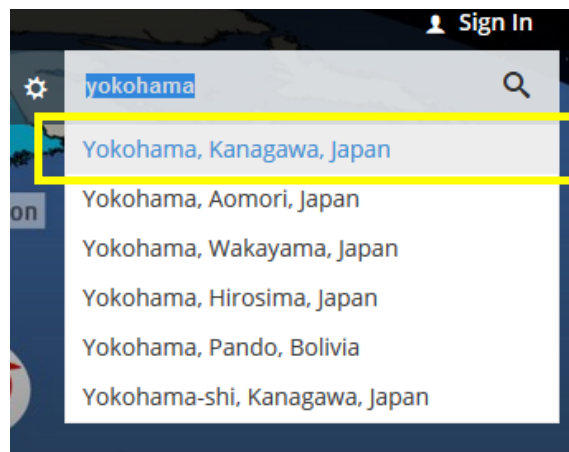 Sign In
yokohama
Yokohama, Kanagawa, Japan
Yokohama, Aomori, Japan
on
Yokohama, Wakayama, Japan
Yokohama, Hirosima, Japan
Yokohama, Pando, Bolivia
Yokohama-shi, Kanagawa, Japan